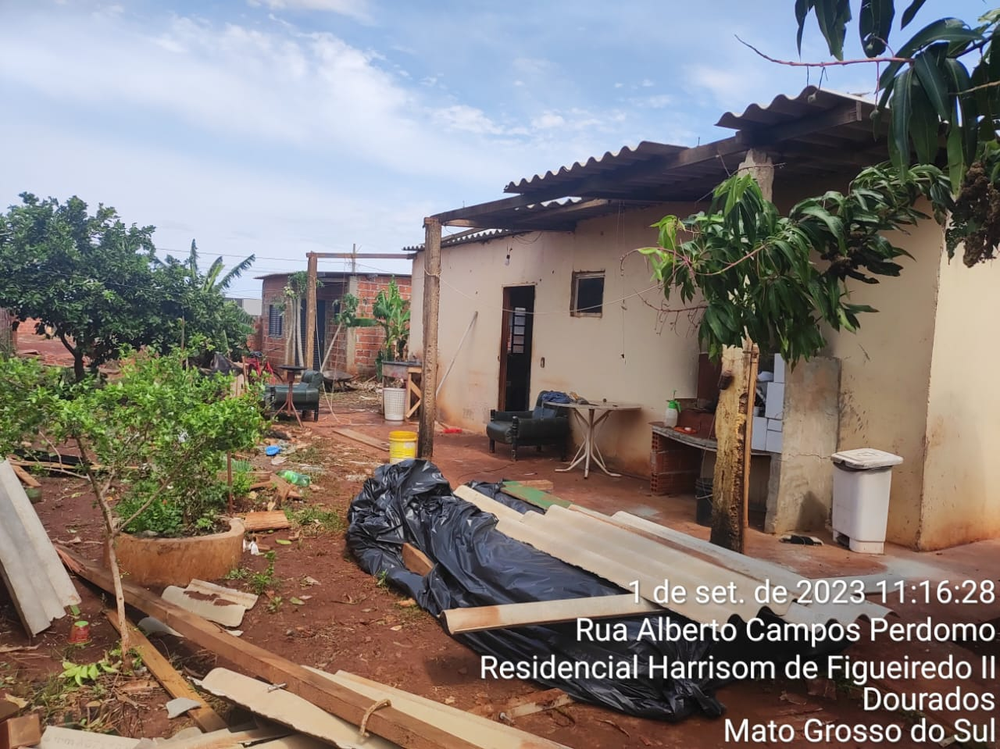 1 de set. de 2023 11:16:28
Rua Alberto Campos Perdomo
Residencial Harrisom de Figueiredo II
Dourados
Mato Grosso do Sul